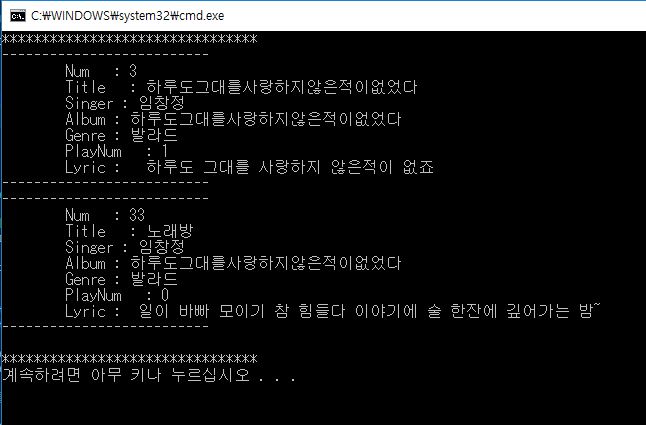 C:₩WINDOWS₩system32₩cmd.exe
********************************
--------------------------
Num : 3
Title : 하루도그대를사랑하지않은적이없었다
Singer : 임창정
Album : 하루도그대를사랑하지않은적이없었다
Genre : 발라드
PlayNum : 1
Lyric : 하루도 그대를 사랑하지 않은적이 없죠
--------------------------
--------------------------
Num : 33
Title : 노래방
Singer : 임창정
Album : 하루도그대를사랑하지않은적이없었다
Genre : 발라드
PlayNum : 0
Lyric : 일이 바빠 모이기 참 힘들다 이야기에 술 한잔에 깊어가는 밤~
--------------------------
********************************
계속하려면 아무 키나 누르십시오 . . .